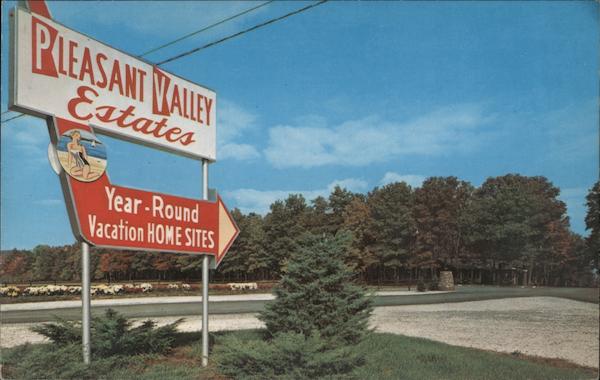 PLEASANT VALLEY
Estates
Year-Round
Vacation HOME SITES